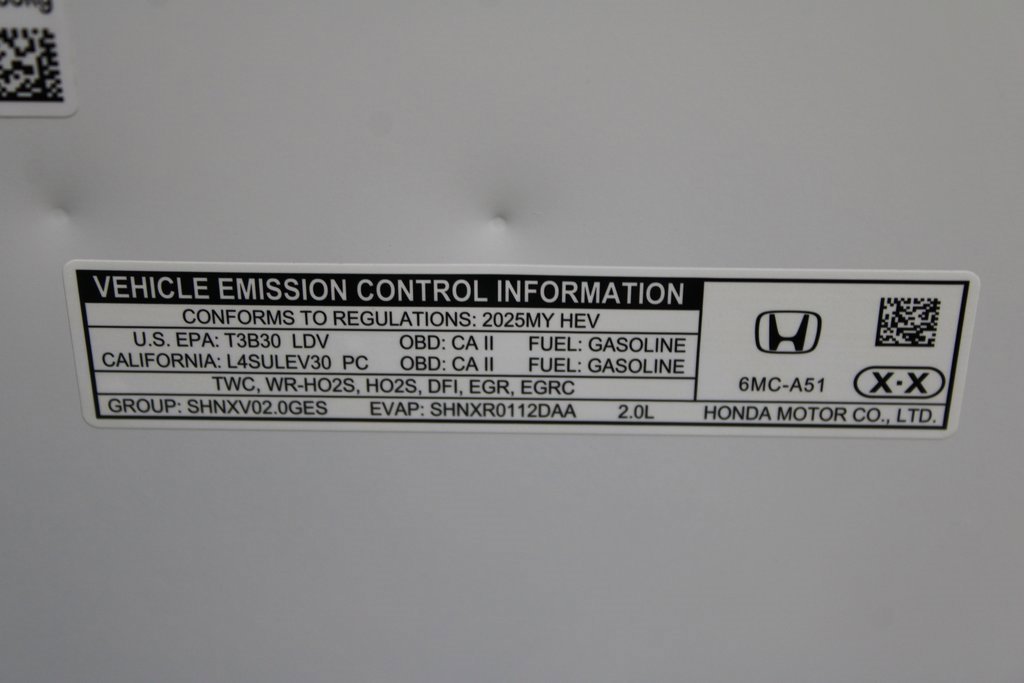 VEHICLE EMISSION CONTROL INFORMATION
CONFORMS TO REGULATIONS: 2025MY HEV
U.S. EPA: T3B30 LDV OBD: CA II FUEL: GASOLINE
CALIFORNIA: L4SULEV30 PC OBD: CA II FUEL: GASOLINE
TWC, WR-HO2S, HO2S, DFI, EGR, EGRC
GROUP: SHNXV02.0GES EVAP: SHNXR0112DAA 2.0L
6MC-A51
X·X
HONDA MOTOR CO., LTD.